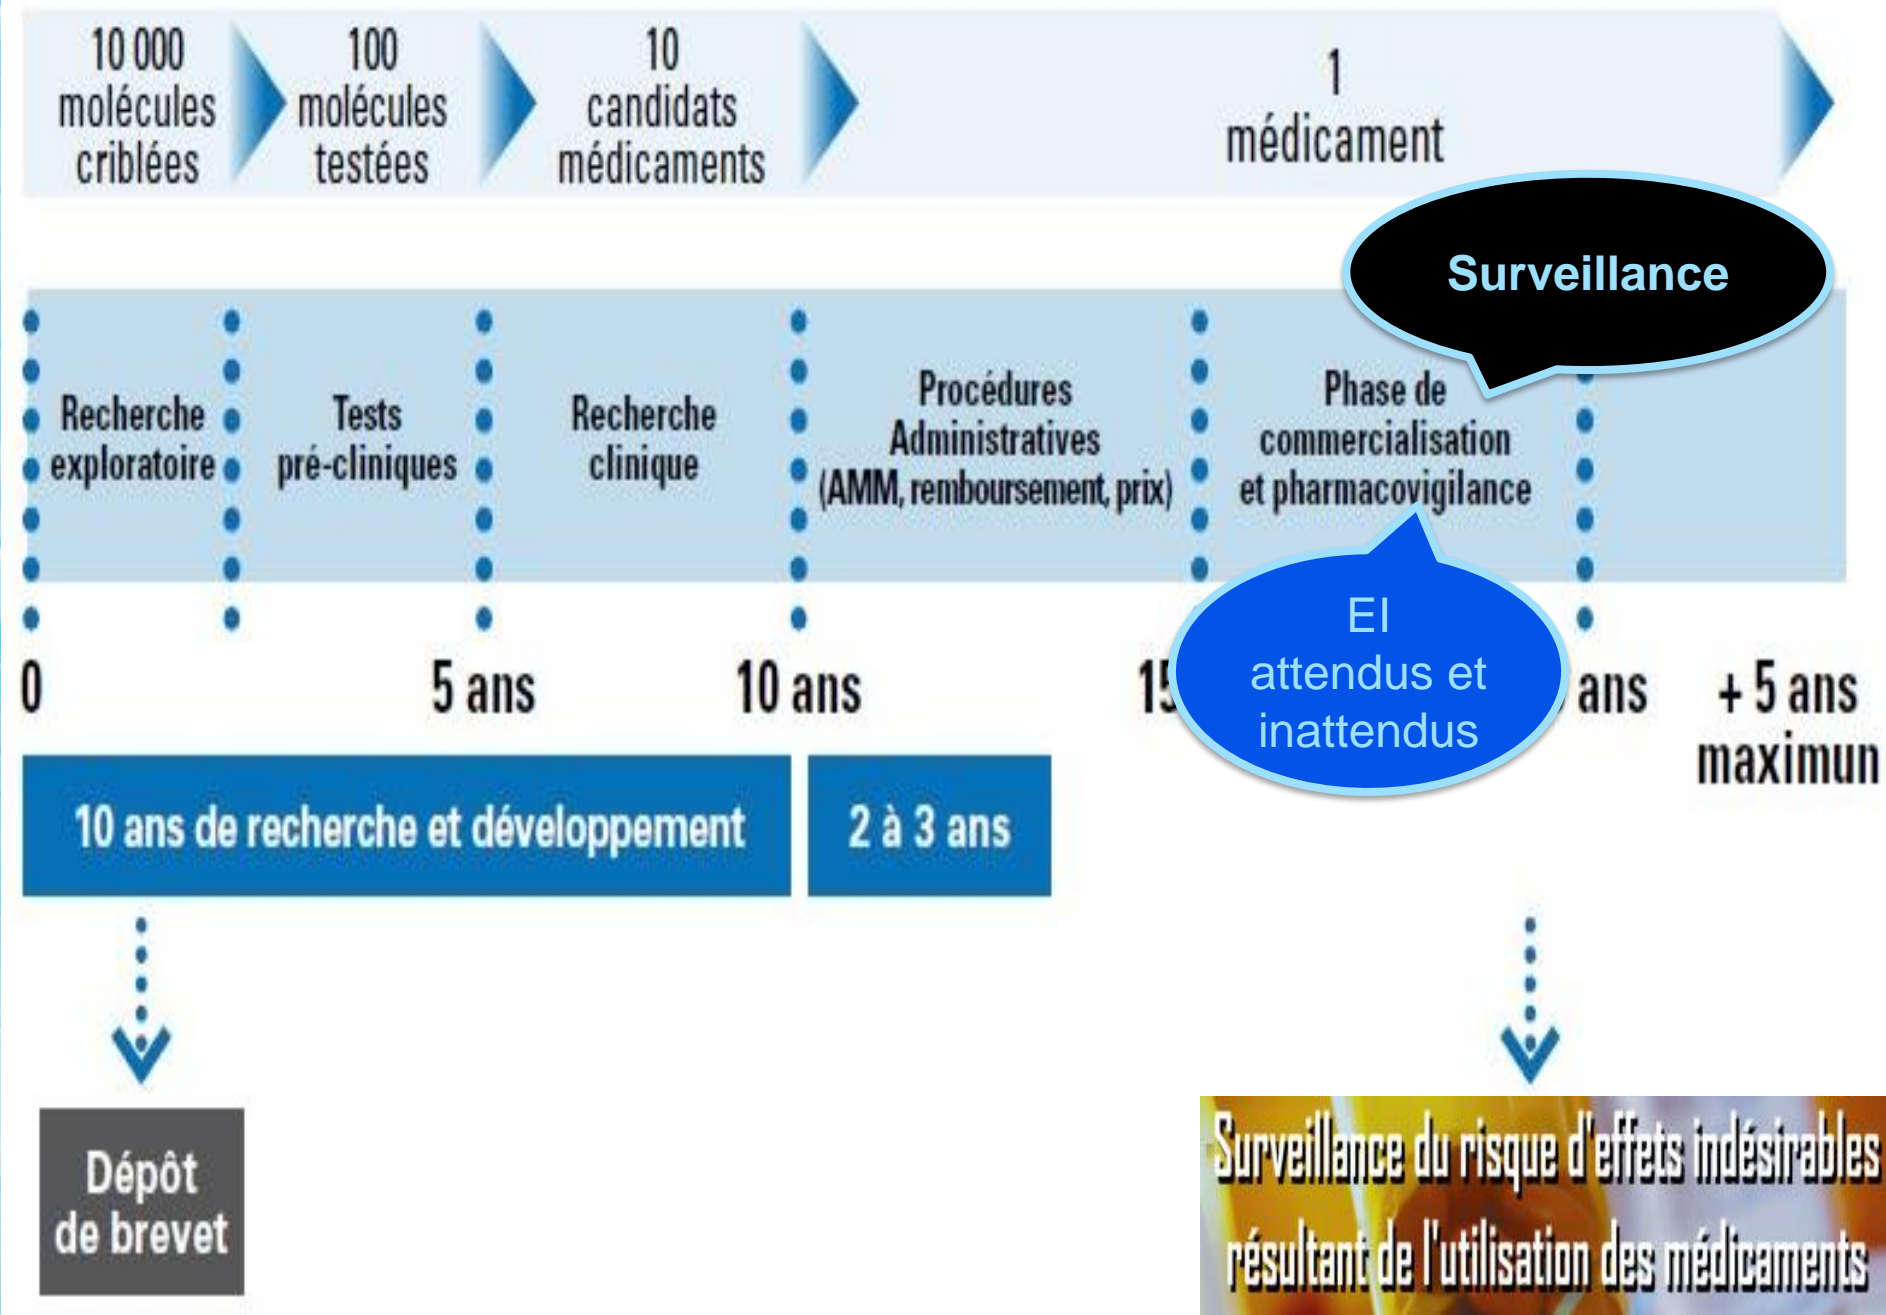 10 000
molécules
criblées
100
molécules
testées
10
candidats
médicaments
1
médicament
Surveillance
Recherche
exploratoire
Tests
pré-cliniques
Recherche
clinique
Procédures
Administratives
(AMM, remboursement, prix)
Phase de
commercialisation
et pharmacovigilance
EI
attendus et
inattendus
0
5 ans
10 ans
ans
+ 5 ans
maximun
10 ans de recherche et développement
2 à 3 ans
Dépôt
de brevet
Surveillance du risque d'effets indésirables
résultant de l'utilisation des médicaments